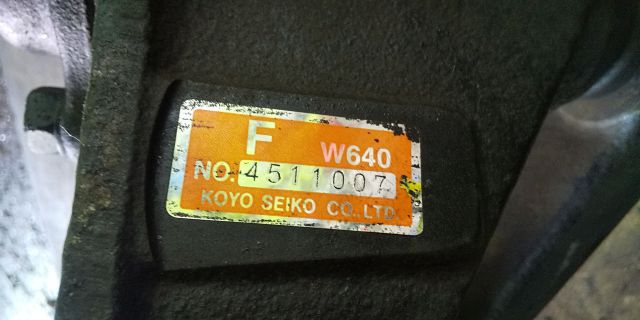 F W640
NO. 4511007
KOYO SEIKO CO.,LTD.